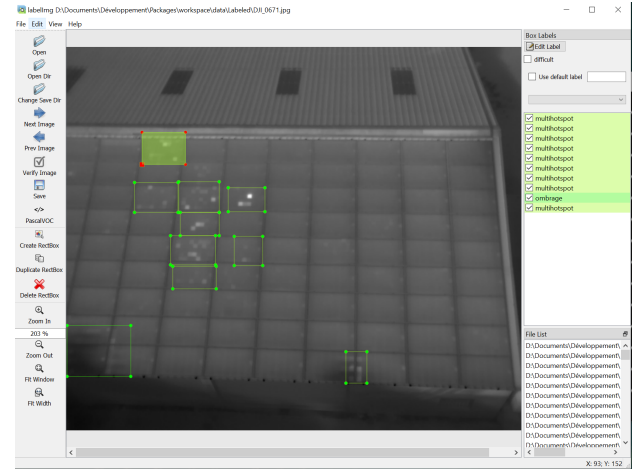 labelImg D:\Documents\Développement\Packages\workspace\data\Labeled\DJI_0671.jpg
File Edit View Help
Open
Open Dir
Change Save Dir
Next Image
Prev Image
Verify Image
Save
</>
PascalVOC
Create RectBox
Duplicate RectBox
Delete RectBox
Zoom In
203 %
Zoom Out
Fit Window
Fit Width
Box Labels
Edit Label
difficult
Use default label
multihotspot
multihotspot
multihotspot
multihotspot
multihotspot
multihotspot
multihotspot
multihotspot
ombrage
multihotspot
File List
D:\Documents\Développement\
D:\Documents\Développement\
D:\Documents\Développement\
D:\Documents\Développement\
D:\Documents\Développement\
D:\Documents\Développement\
D:\Documents\Développement\
D:\Documents\Développement\
D:\Documents\Développement\
D:\Documents\Développement\
D:\Documents\Développement\
X: 93; Y: 152